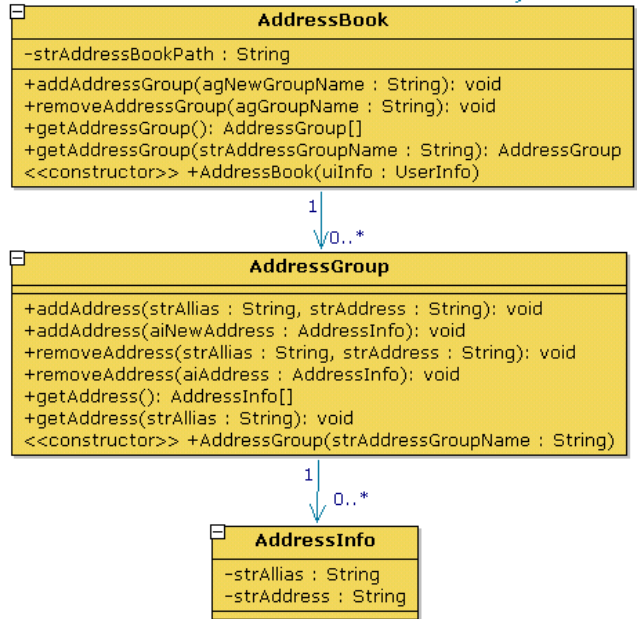 AddressBook
-strAddressBookPath : String
+addAddressGroup(agNewGroupName : String): void
+removeAddressGroup(agGroupName : String): void
+getAddressGroup(): AddressGroup[]
+getAddressGroup(strAddressGroupName : String): AddressGroup
<<constructor>> +AddressBook(uiInfo : UserInfo)
1
0..*
AddressGroup
+addAddress(strAllias : String, strAddress : String): void
+addAddress(aiNewAddress : AddressInfo): void
+removeAddress(strAllias : String, strAddress : String): void
+removeAddress(aiAddress : AddressInfo): void
+getAddress(): AddressInfo[]
+getAddress(strAllias : String): void
<<constructor>> +AddressGroup(strAddressGroupName : String)
1
0..*
AddressInfo
-strAllias : String
-strAddress : String